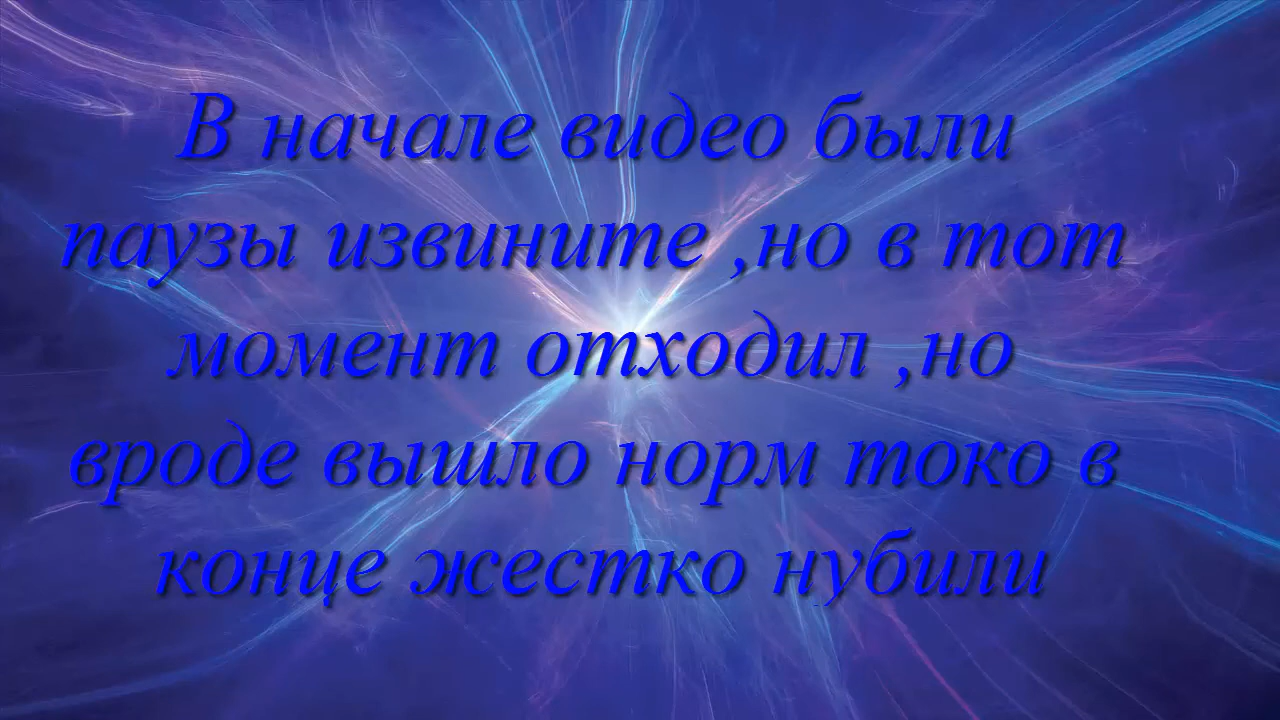 В начале видео были
паузы извините ,но в тот
момент отходил ,но
вроде вышло норм токо в
конце жестко нубили